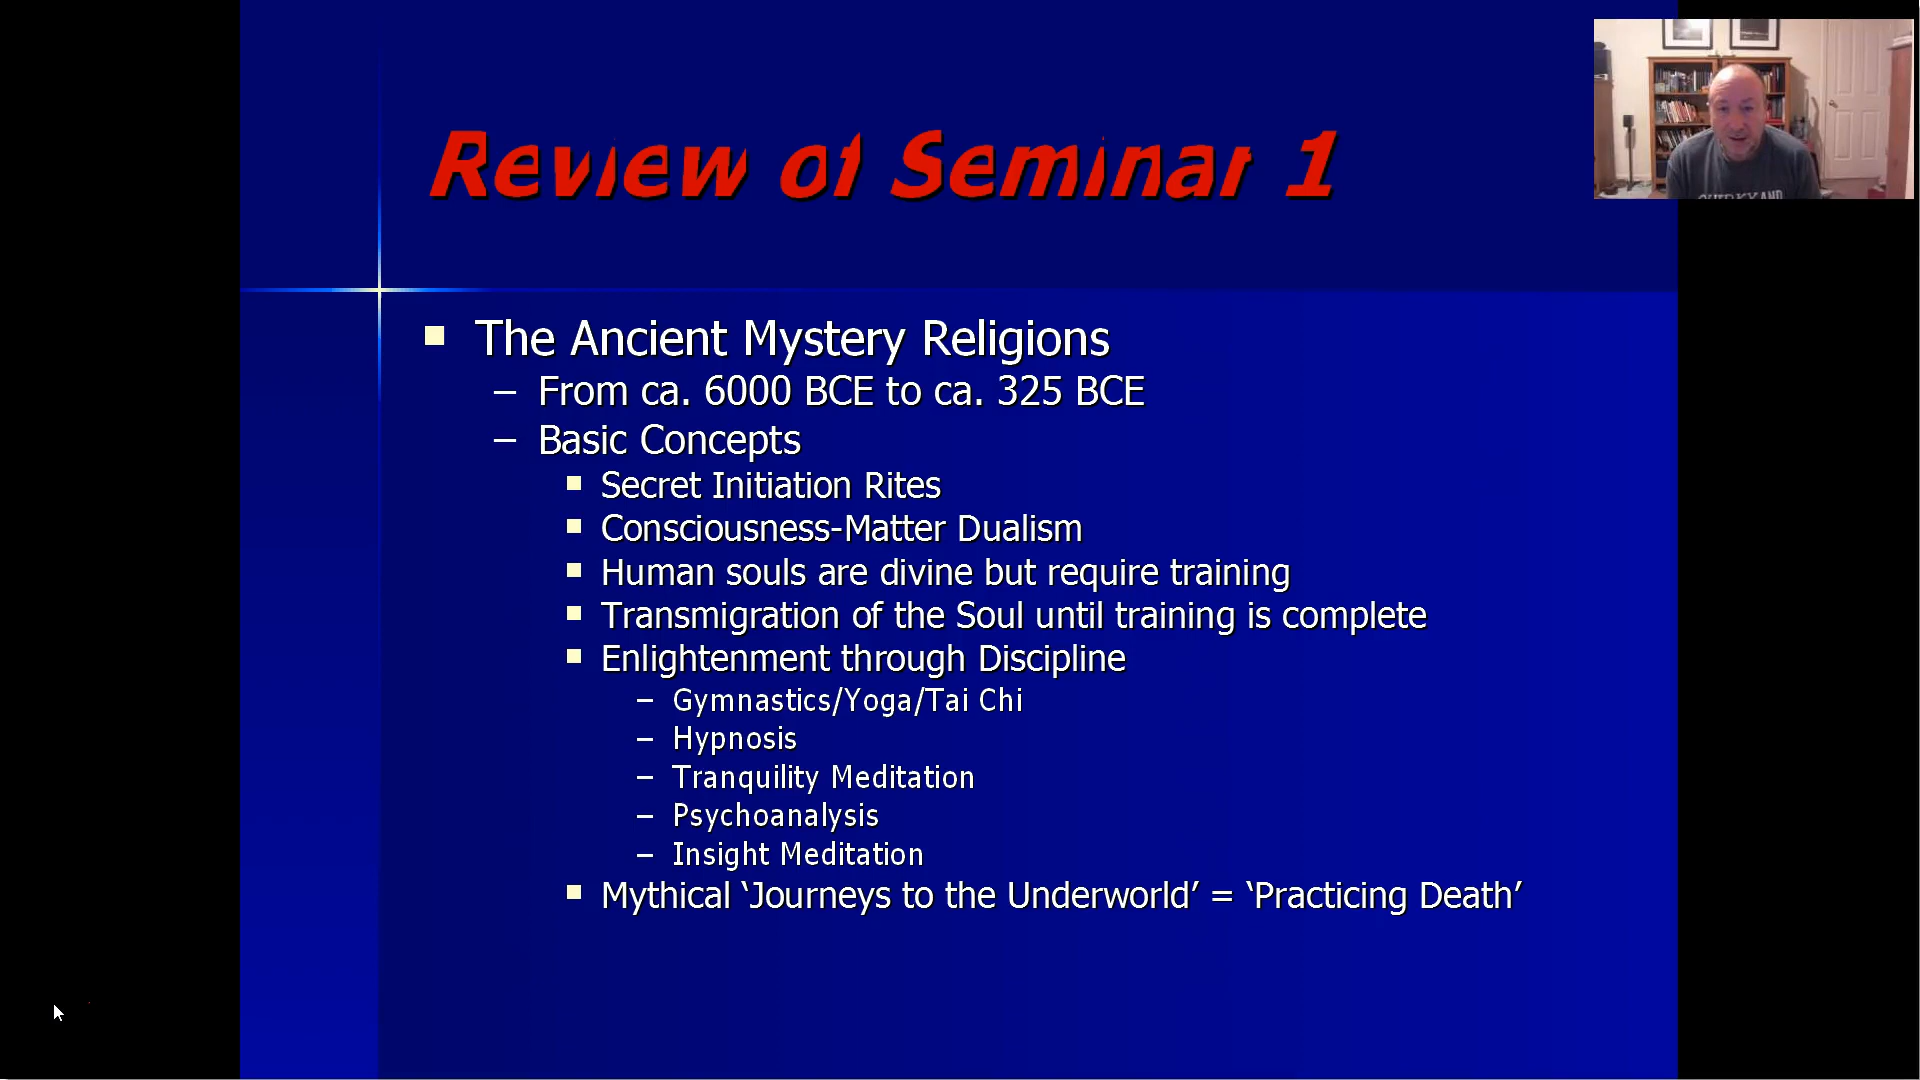 Review of Seminar 1
QUIRKY AND
■ The Ancient Mystery Religions
– From ca. 6000 BCE to ca. 325 BCE
– Basic Concepts
■ Secret Initiation Rites
■ Consciousness-Matter Dualism
■ Human souls are divine but require training
■ Transmigration of the Soul until training is complete
■ Enlightenment through Discipline
– Gymnastics/Yoga/Tai Chi
– Hypnosis
– Tranquility Meditation
– Psychoanalysis
– Insight Meditation
■ Mythical ‘Journeys to the Underworld’ = ‘Practicing Death’